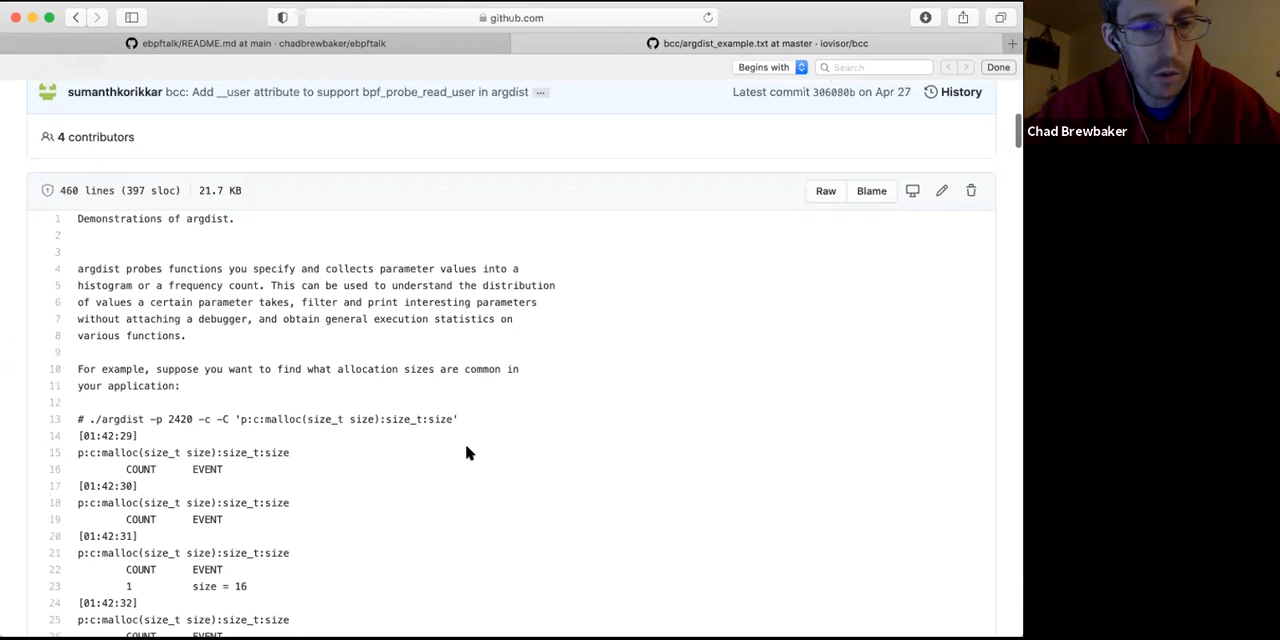 github.com
ebpftalk/README.md at main · chadbrewbaker/ebpftalk
bcc/argdist_example.txt at master · iovisor/bcc
Begins with
Search
Done
sumanthkorikkar bcc: Add __user attribute to support bpf_probe_read_user in argdist
Latest commit 306080b on Apr 27
History
4 contributors
460 lines (397 sloc) 21.7 KB
Raw
Blame
1 Demonstrations of argdist.
2
3
4 argdist probes functions you specify and collects parameter values into a
5 histogram or a frequency count. This can be used to understand the distribution
6 of values a certain parameter takes, filter and print interesting parameters
7 without attaching a debugger, and obtain general execution statistics on
8 various functions.
9
10 For example, suppose you want to find what allocation sizes are common in
11 your application:
12
13 # ./argdist -p 2420 -c -C 'p:c:malloc(size_t size):size_t:size'
14 [01:42:29]
15 p:c:malloc(size_t size):size_t:size
16 COUNT EVENT
17 [01:42:30]
18 p:c:malloc(size_t size):size_t:size
19 COUNT EVENT
20 [01:42:31]
21 p:c:malloc(size_t size):size_t:size
22 COUNT EVENT
23 1 size = 16
24 [01:42:32]
25 p:c:malloc(size_t size):size_t:size
26 COUNT EVENT
Chad Brewbaker